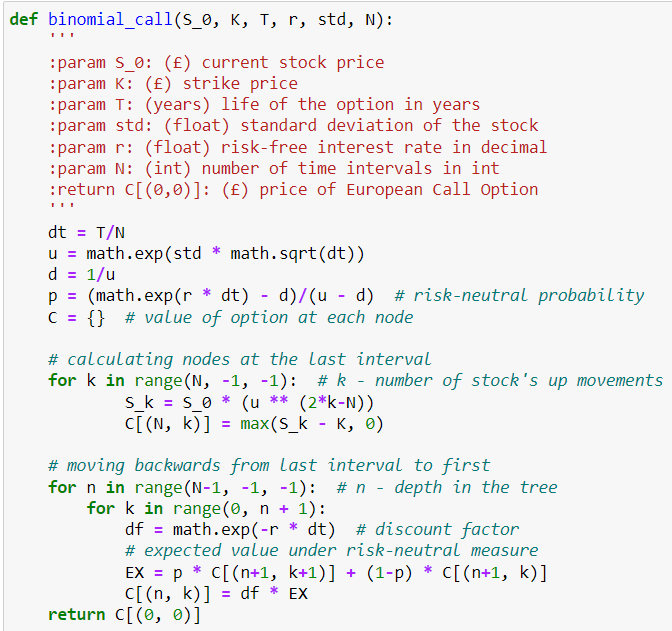 def binomial_call(S_0, K, T, r, std, N):
    '''
    :param S_0: (£) current stock price
    :param K: (£) strike price
    :param T: (years) life of the option in years
    :param std: (float) standard deviation of the stock
    :param r: (float) risk-free interest rate in decimal
    :param N: (int) number of time intervals in int
    :return C[(0,0)]: (£) price of European Call Option
    '''
    dt = T/N
    u = math.exp(std * math.sqrt(dt))
    d = 1/u
    p = (math.exp(r * dt) - d)/(u - d)  # risk-neutral probability
    C = {}  # value of option at each node

    # calculating nodes at the last interval
    for k in range(N, -1, -1):  # k - number of stock's up movements
            S_k = S_0 * (u ** (2*k-N))
            C[(N, k)] = max(S_k - K, 0)

    # moving backwards from last interval to first
    for n in range(N-1, -1, -1):  # n - depth in the tree
        for k in range(0, n + 1):
            df = math.exp(-r * dt)  # discount factor
            # expected value under risk-neutral measure
            EX = p * C[(n+1, k+1)] + (1-p) * C[(n+1, k)]
            C[(n, k)] = df * EX
    return C[(0, 0)]